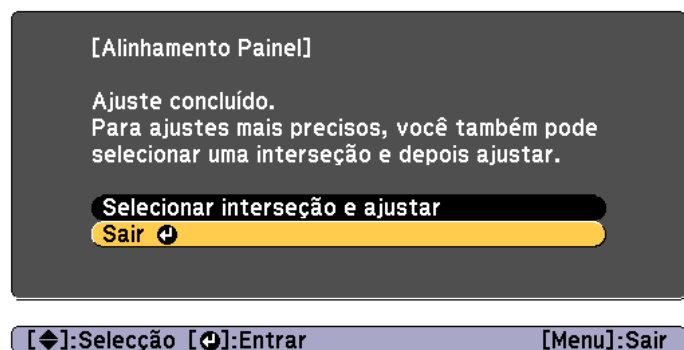 [Alinhamento Painel]
Ajuste concluído.
Para ajustes mais precisos, você também pode
selecionar uma interseção e depois ajustar.
Selecionar interseção e ajustar
Sair
[]:Selecção []:Entrar [Menu]:Sair